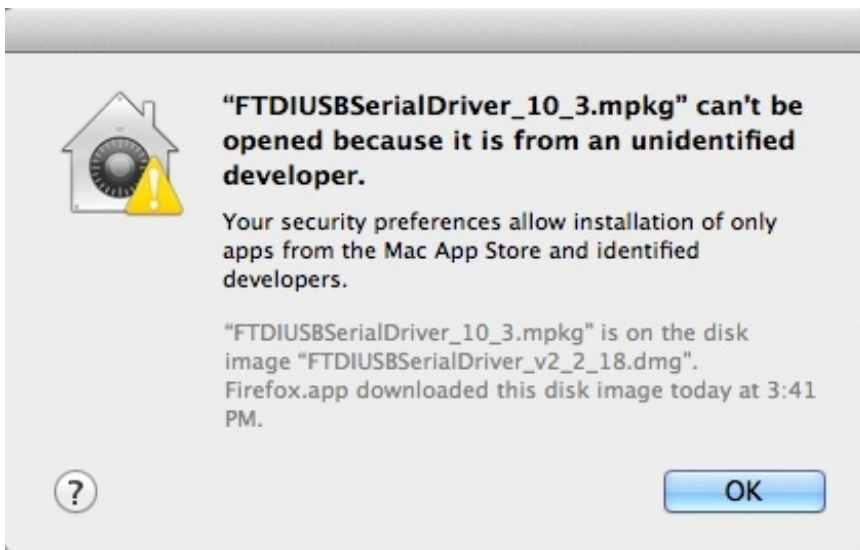 “FTDIUSBSerialDriver_10_3.mpkg” can’t be
opened because it is from an unidentified
developer.
Your security preferences allow installation of only
apps from the Mac App Store and identified
developers.
“FTDIUSBSerialDriver_10_3.mpkg” is on the disk
image “FTDIUSBSerialDriver_v2_2_18.dmg”.
Firefox.app downloaded this disk image today at 3:41
PM.
?
OK